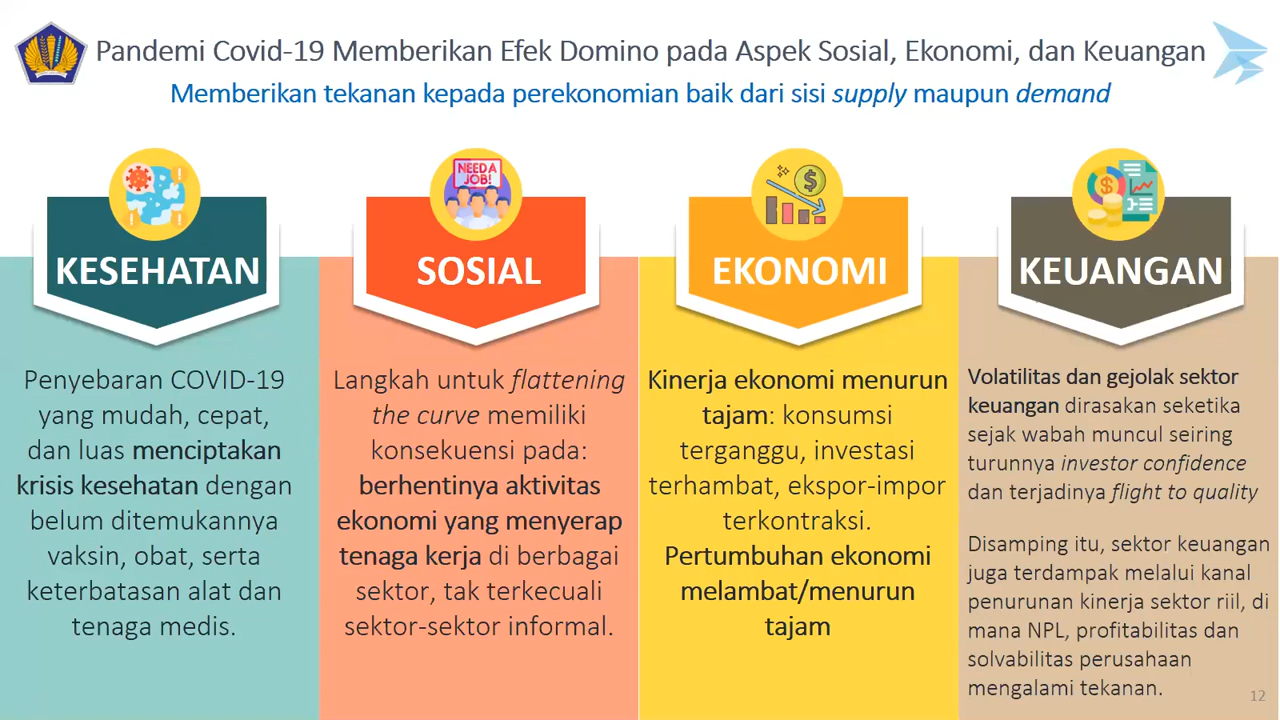 Pandemi Covid-19 Memberikan Efek Domino pada Aspek Sosial, Ekonomi, dan Keuangan
Memberikan tekanan kepada perekonomian baik dari sisi supply maupun demand
KESEHATAN
Penyebaran COVID-19
yang mudah, cepat,
dan luas menciptakan
krisis kesehatan dengan
belum ditemukannya
vaksin, obat, serta
keterbatasan alat dan
tenaga medis.
NEED A
JOB!
SOSIAL
Langkah untuk flattening
the curve memiliki
konsekuensi pada:
berhentinya aktivitas
ekonomi yang menyerap
tenaga kerja di berbagai
sektor, tak terkecuali
sektor-sektor informal.
EKONOMI
Kinerja ekonomi menurun
tajam: konsumsi
terganggu, investasi
terhambat, ekspor-impor
terkontraksi.
Pertumbuhan ekonomi
melambat/menurun
tajam
KEUANGAN
Volatilitas dan gejolak sektor
keuangan dirasakan seketika
sejak wabah muncul seiring
turunnya investor confidence
dan terjadinya flight to quality
Disamping itu, sektor keuangan
juga terdampak melalui kanal
penurunan kinerja sektor riil, di
mana NPL, profitabilitas dan
solvabilitas perusahaan
mengalami tekanan.
12